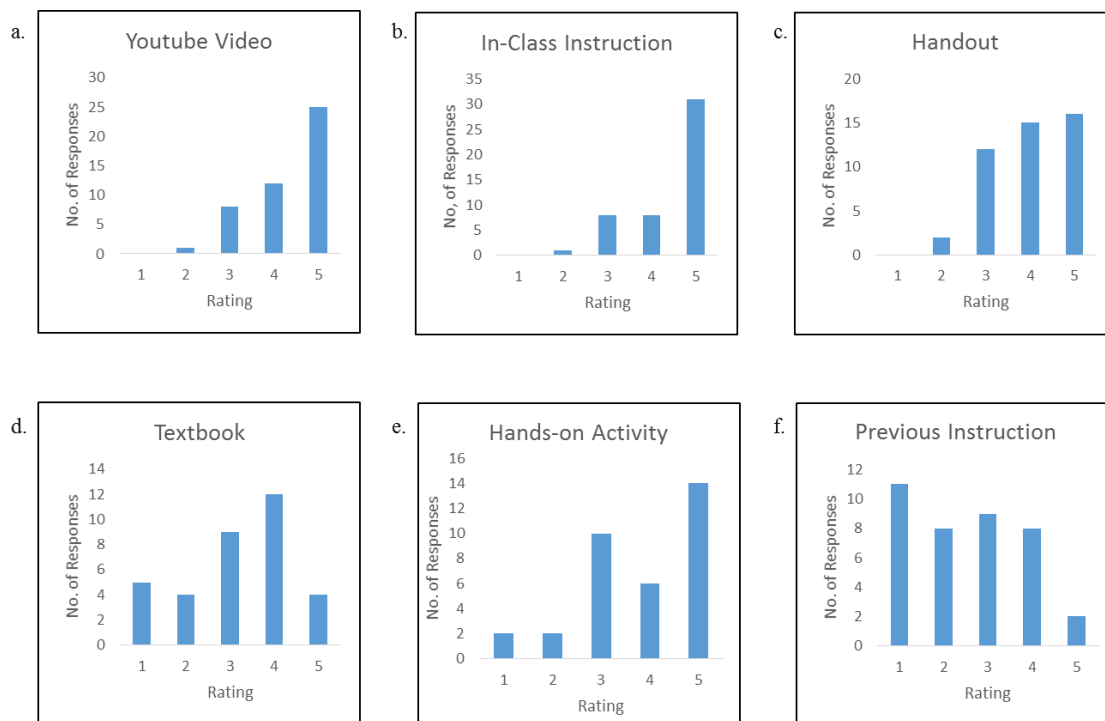 a.
Youtube Video
No. of Responses
30
25
20
15
10
5
0
1 2 3 4 5
Rating
b.
In-Class Instruction
No, of Responses
35
30
25
20
15
10
5
0
1 2 3 4 5
Rating
c.
Handout
No. of Responses
20
15
10
5
0
1 2 3 4 5
Rating
d.
Textbook
No. of Responses
14
12
10
8
6
4
2
0
1 2 3 4 5
Rating
e.
Hands-on Activity
No. of Responses
16
14
12
10
8
6
4
2
0
1 2 3 4 5
Rating
f.
Previous Instruction
No. of Responses
12
10
8
6
4
2
0
1 2 3 4 5
Rating